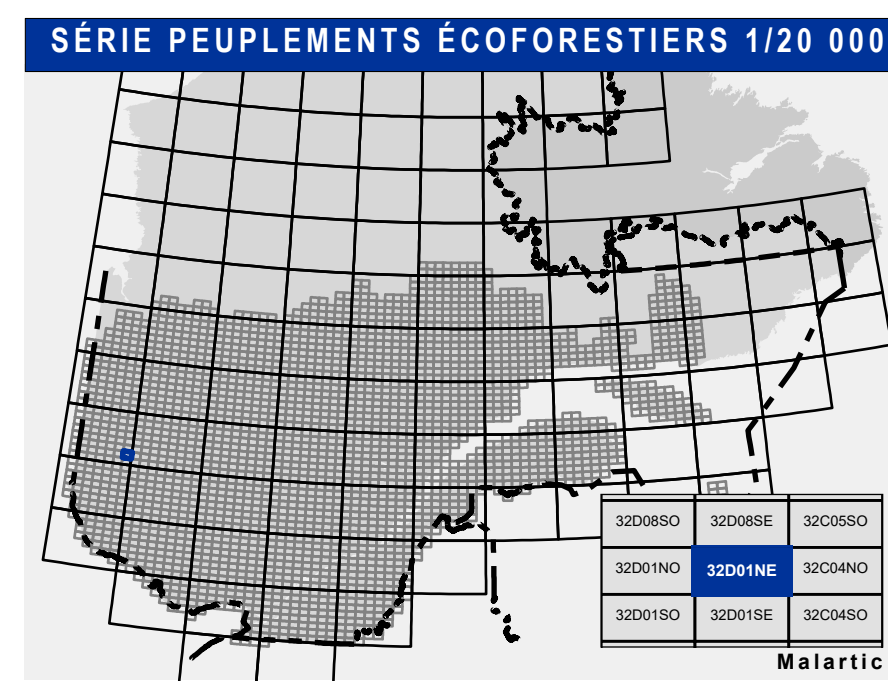 SÉRIE PEUPLEMENTS ÉCOFORESTIERS 1/20 000
32D08SO 32D08SE 32C05SO
32D01NO 32D01NE 32C04NO
32D01SO 32D01SE 32C04SO
Malartic